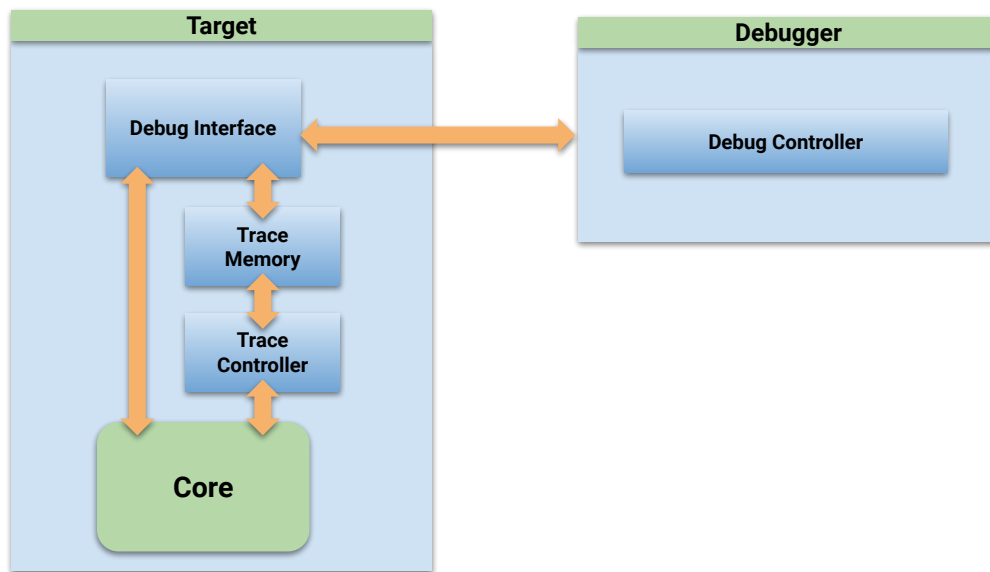 Target
Debug Interface
Trace
Memory
Trace
Controller
Core
Debugger
Debug Controller